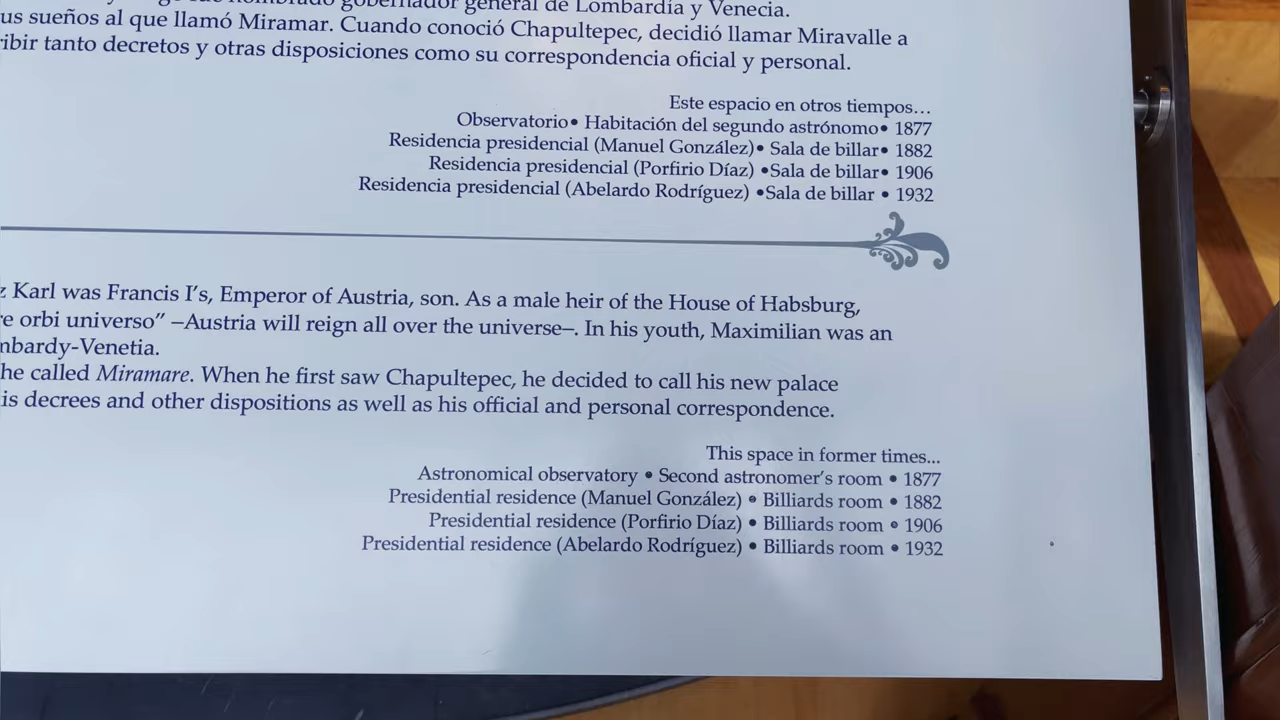 nombrado gobernador general de Lombardía y Venecia.
us sueños al que llamó Miramar. Cuando conoció Chapultepec, decidió llamar Miravalle a
ribir tanto decretos y otras disposiciones como su correspondencia oficial y personal.
Este espacio en otros tiempos...
Observatorio• Habitación del segundo astrónomo• 1877
Residencia presidencial (Manuel González)• Sala de billar• 1882
Residencia presidencial (Porfirio Díaz) •Sala de billar• 1906
Residencia presidencial (Abelardo Rodríguez) •Sala de billar • 1932
z Karl was Francis I's, Emperor of Austria, son. As a male heir of the House of Habsburg,
e orbi universo” –Austria will reign all over the universe–. In his youth, Maximilian was an
mbardy-Venetia.
he called Miramare. When he first saw Chapultepec, he decided to call his new palace
is decrees and other dispositions as well as his official and personal correspondence.
This space in former times...
Astronomical observatory • Second astronomer's room • 1877
Presidential residence (Manuel González) • Billiards room • 1882
Presidential residence (Porfirio Díaz) • Billiards room • 1906
Presidential residence (Abelardo Rodríguez) • Billiards room • 1932